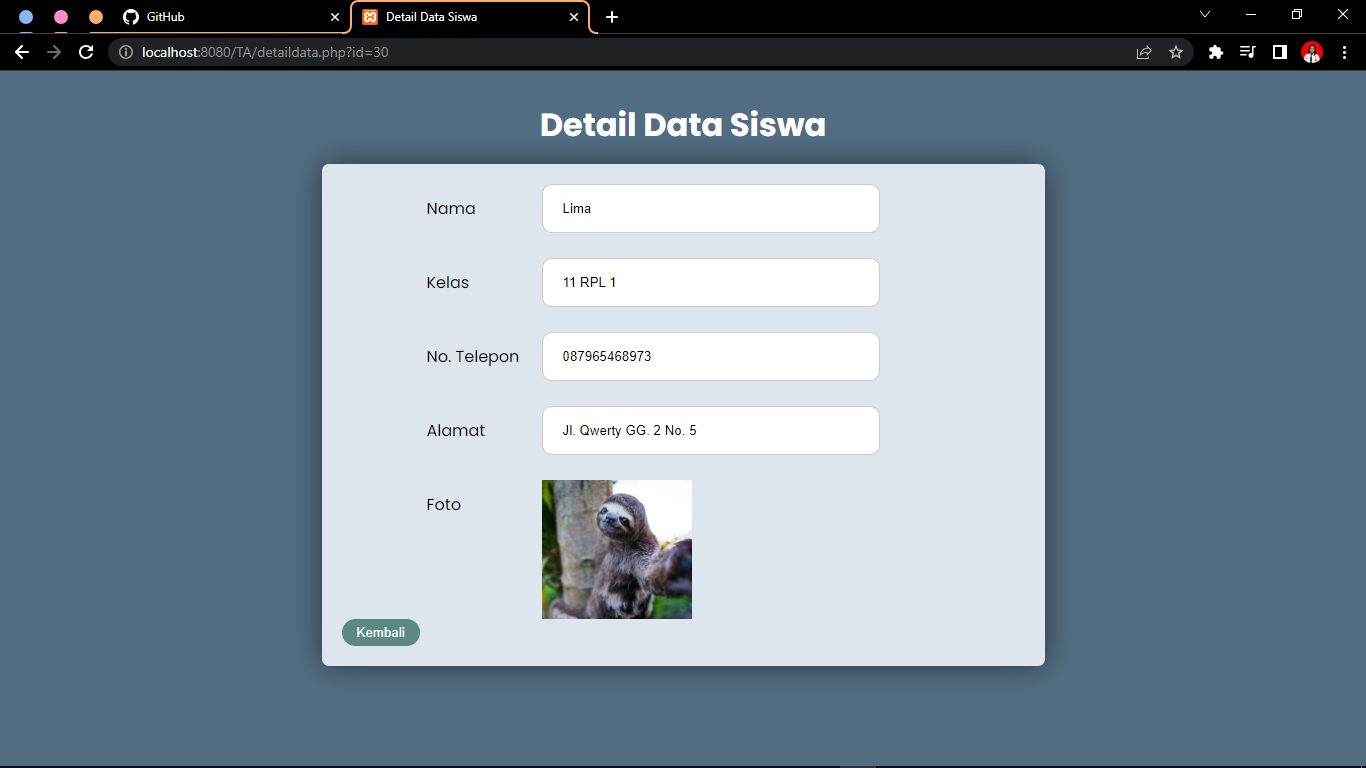 GitHub
Detail Data Siswa
localhost:8080/TA/detaildata.php?id=30
Detail Data Siswa
Nama Lima
Kelas 11 RPL 1
No. Telepon 087965468973
Alamat Jl. Qwerty GG. 2 No. 5
Foto
Kembali